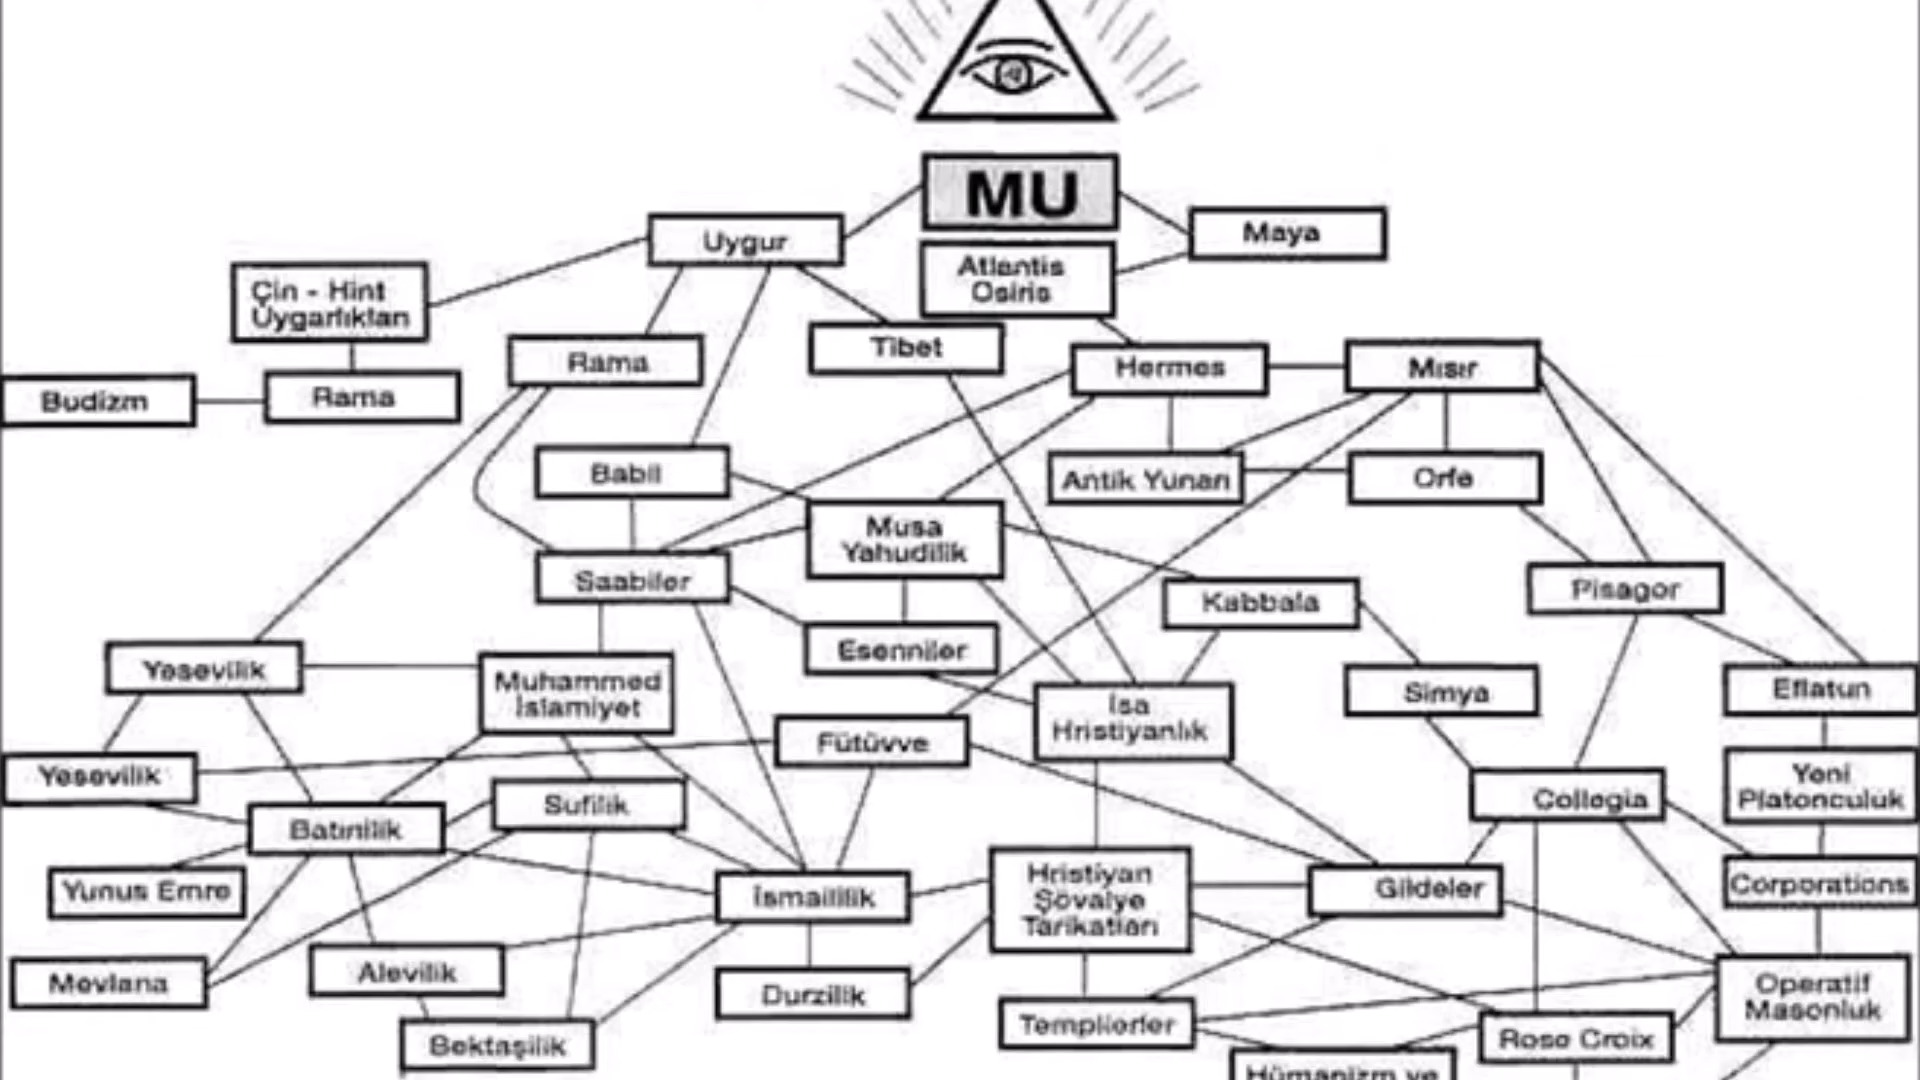 MU
Uygur
Maya
Atlantis
Osiris
Çin - Hint
Uygarlıkları
Rama
Tibet
Hermes
Mısır
Budizm
Rama
Babil
Antik Yunan
Orfe
Musa
Yahudilik
Saabiler
Kabbala
Pisagor
Esenniler
Yesevilik
Muhammed
İslamiyet
İsa
Hristiyanlık
Simya
Eflatun
Fütüvve
Yesevilik
Sufilik
Collegia
Yeni
Platonculuk
Batınilik
Yunus Emre
İsmaililik
Hristiyan
Şövalye
Tarikatları
Gildeler
Corporations
Mevlana
Alevilik
Durzilik
Operatif
Masonluk
Templierler
Bektaşilik
Rose Croix
Hümanizm ve